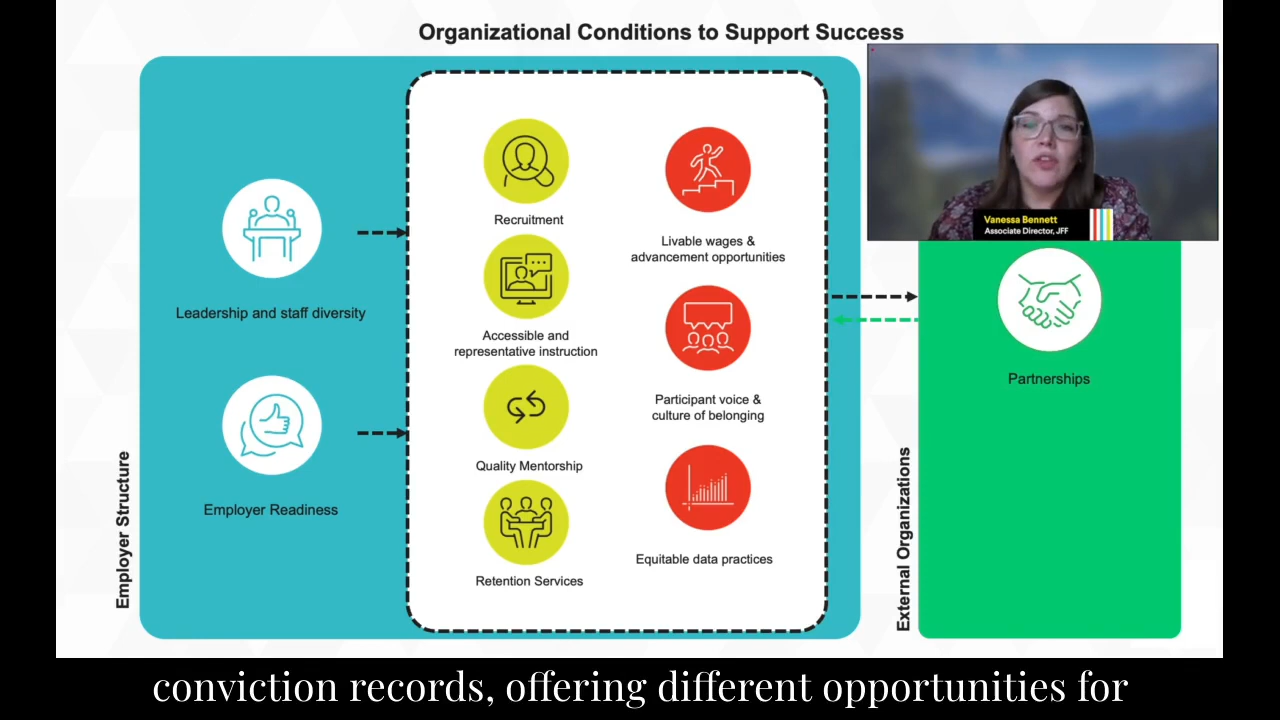 Organizational Conditions to Support Success
Leadership and staff diversity
Employer Readiness
Employer Structure
Recruitment
Accessible and
representative instruction
Quality Mentorship
Retention Services
Livable wages &
advancement opportunities
Participant voice &
culture of belonging
Equitable data practices
Vanessa Bennett
Associate Director, JFF
Partnerships
External Organizations
conviction records, offering different opportunities for